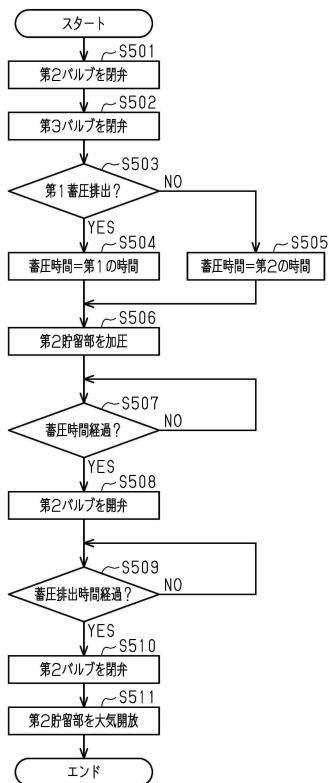 スタート
S501
第2バルブを閉弁
S502
第3バルブを閉弁
S503
第1蓄圧排出?
NO
YES
S504
蓄圧時間=第1の時間
S505
蓄圧時間=第2の時間
S506
第2貯留部を加圧
S507
蓄圧時間経過?
NO
YES
S508
第2バルブを開弁
S509
蓄圧排出時間経過?
NO
YES
S510
第2バルブを閉弁
S511
第2貯留部を大気開放
エンド